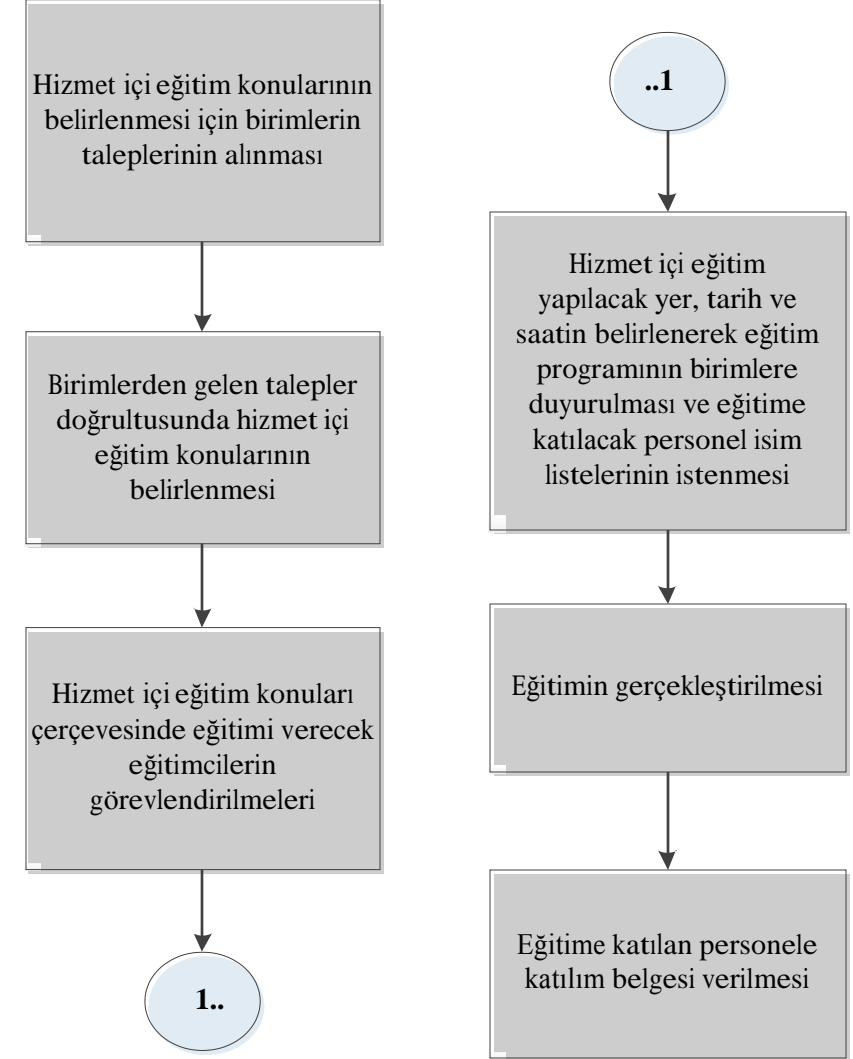 Hizmet içi eğitim konularının
belirlenmesi için birimlerin
taleplerinin alınması
Birimlerden gelen talepler
doğrultusunda hizmet içi
eğitim konularının
belirlenmesi
Hizmet içi eğitim konuları
çerçevesinde eğitimi verecek
eğitimcilerin
görevlendirilmeleri
1..
..1
Hizmet içi eğitim
yapılacak yer, tarih ve
saatin belirlenerek eğitim
programının birimlere
duyurulması ve eğitime
katılacak personel isim
listelerinin istenmesi
Eğitimin gerçekleştirilmesi
Eğitime katılan personele
katılım belgesi verilmesi